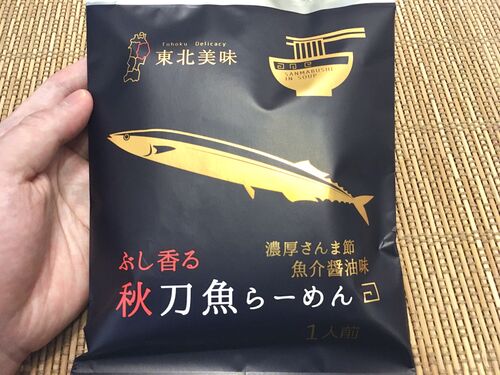 Tohoku Delicacy
東北美味
SANMABUSHI
IN SOUP
濃厚さんま節
魚介醤油味
ぶし香る
秋刀魚らーめん
1人前